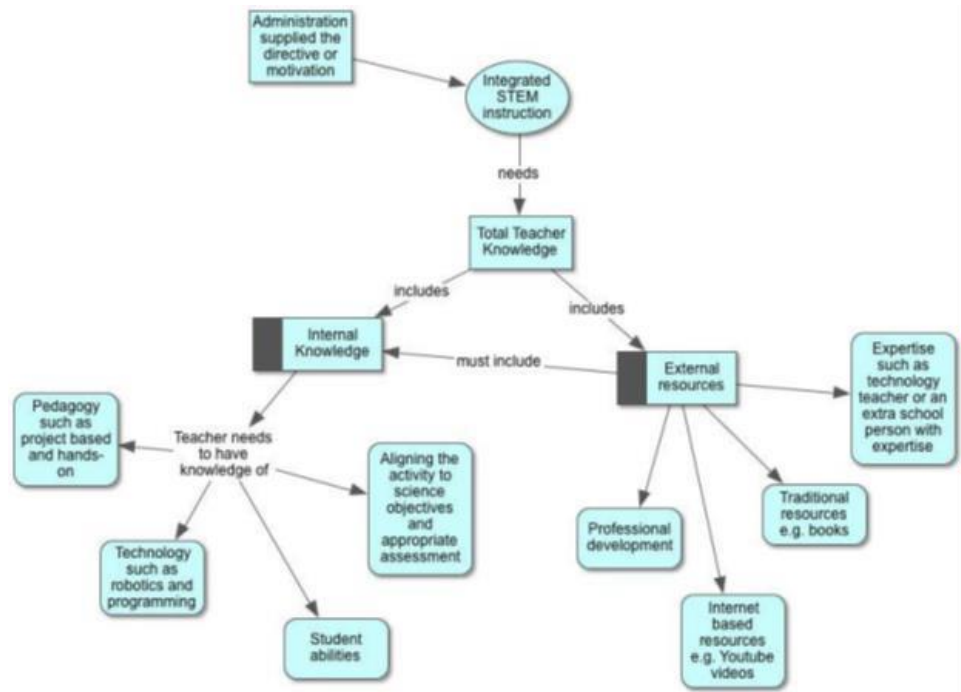 Administration
supplied the
directive or
motivation
Integrated
STEM
instruction
needs
Total Teacher
Knowledge
includes
includes
Internal
Knowledge
must include
External
resources
Expertise
such as
technology
teacher or an
extra school
person with
expertise
Pedagogy
such as
project based
and hands-
on
Teacher needs
to have
knowledge of
Aligning the
activity to
science
objectives
and
appropriate
assessment
Technology
such as
robotics and
programming
Student
abilities
Professional
development
Traditional
resources
e.g. books
Internet
based
resources
e.g. Youtube
videos